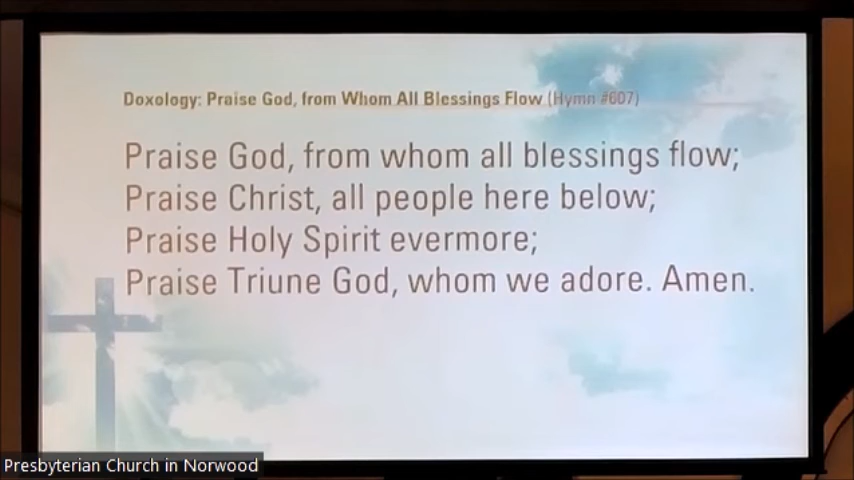 Doxology: Praise God, from Whom All Blessings Flow (Hymn #607)
Praise God, from whom all blessings flow;
Praise Christ, all people here below;
Praise Holy Spirit evermore;
Praise Triune God, whom we adore. Amen.
Presbyterian Church in Norwood